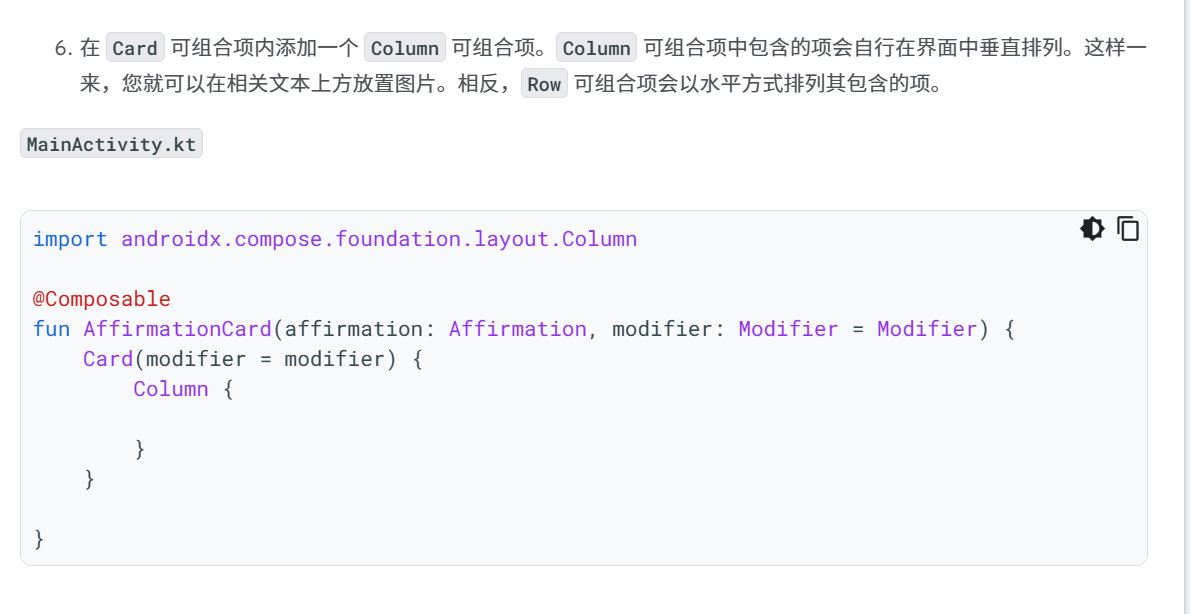 6. 在 Card 可组合项内添加一个 Column 可组合项。Column 可组合项中包含的项会自行在界面中垂直排列。这样一
来，您就可以在相关文本上方放置图片。相反，Row 可组合项会以水平方式排列其包含的项。
MainActivity.kt
import androidx.compose.foundation.layout.Column
@Composable
fun AffirmationCard(affirmation: Affirmation, modifier: Modifier = Modifier) {
    Card(modifier = modifier) {
        Column {
        }
    }
}